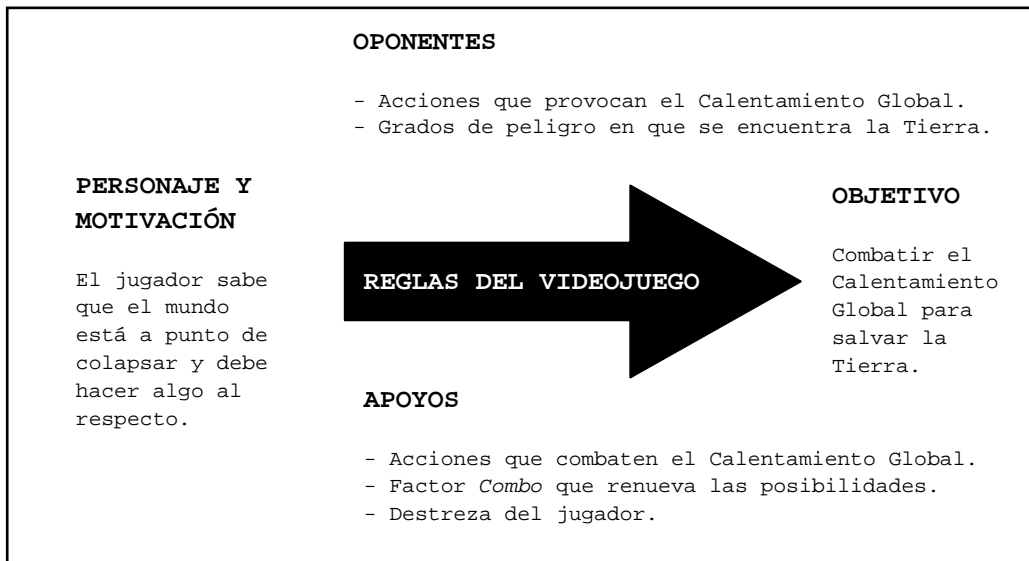 OPONENTES
- Acciones que provocan el Calentamiento Global.
- Grados de peligro en que se encuentra la Tierra.
PERSONAJE Y
MOTIVACIÓN
El jugador sabe
que el mundo
está a punto de
colapsar y debe
hacer algo al
respecto.
REGLAS DEL VIDEOJUEGO
OBJETIVO
Combatir el
Calentamiento
Global para
salvar la
Tierra.
APOYOS
- Acciones que combaten el Calentamiento Global.
- Factor Combo que renueva las posibilidades.
- Destreza del jugador.